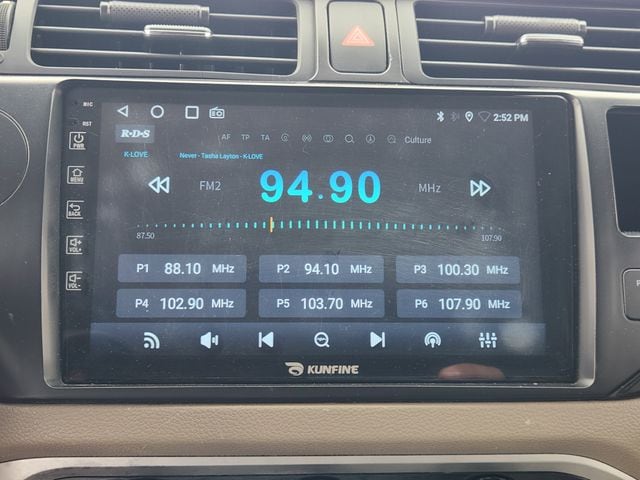 MIC
RST
PWR
MENU
BACK
VOL+
VOL-
2:52 PM
R·D·S
AF TP TA Culture
K-LOVE
Never - Tasha Layton - K-LOVE
FM2 94.90 MHz
87.50 107.90
P1 88.10 MHz P2 94.10 MHz P3 100.30 MHz
P4 102.90 MHz P5 103.70 MHz P6 107.90 MHz
KUNFINE